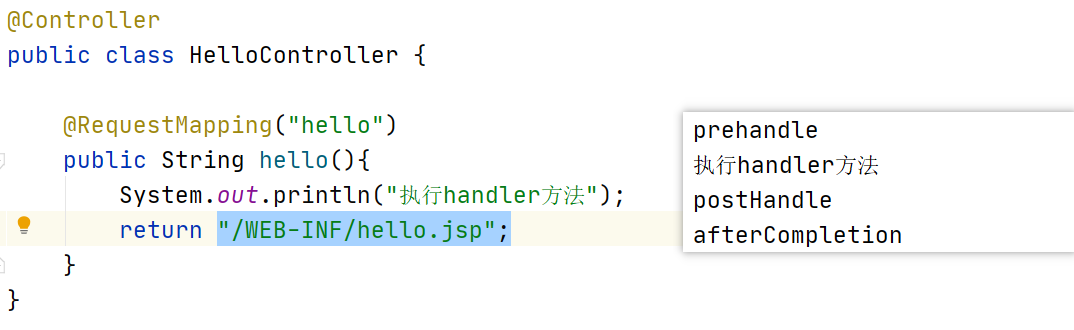 @Controller
public class HelloController {
@RequestMapping("hello")
public String hello(){
System.out.println("执行handler方法");
return "/WEB-INF/hello.jsp";
}
}
prehandle
执行handler方法
postHandle
afterCompletion